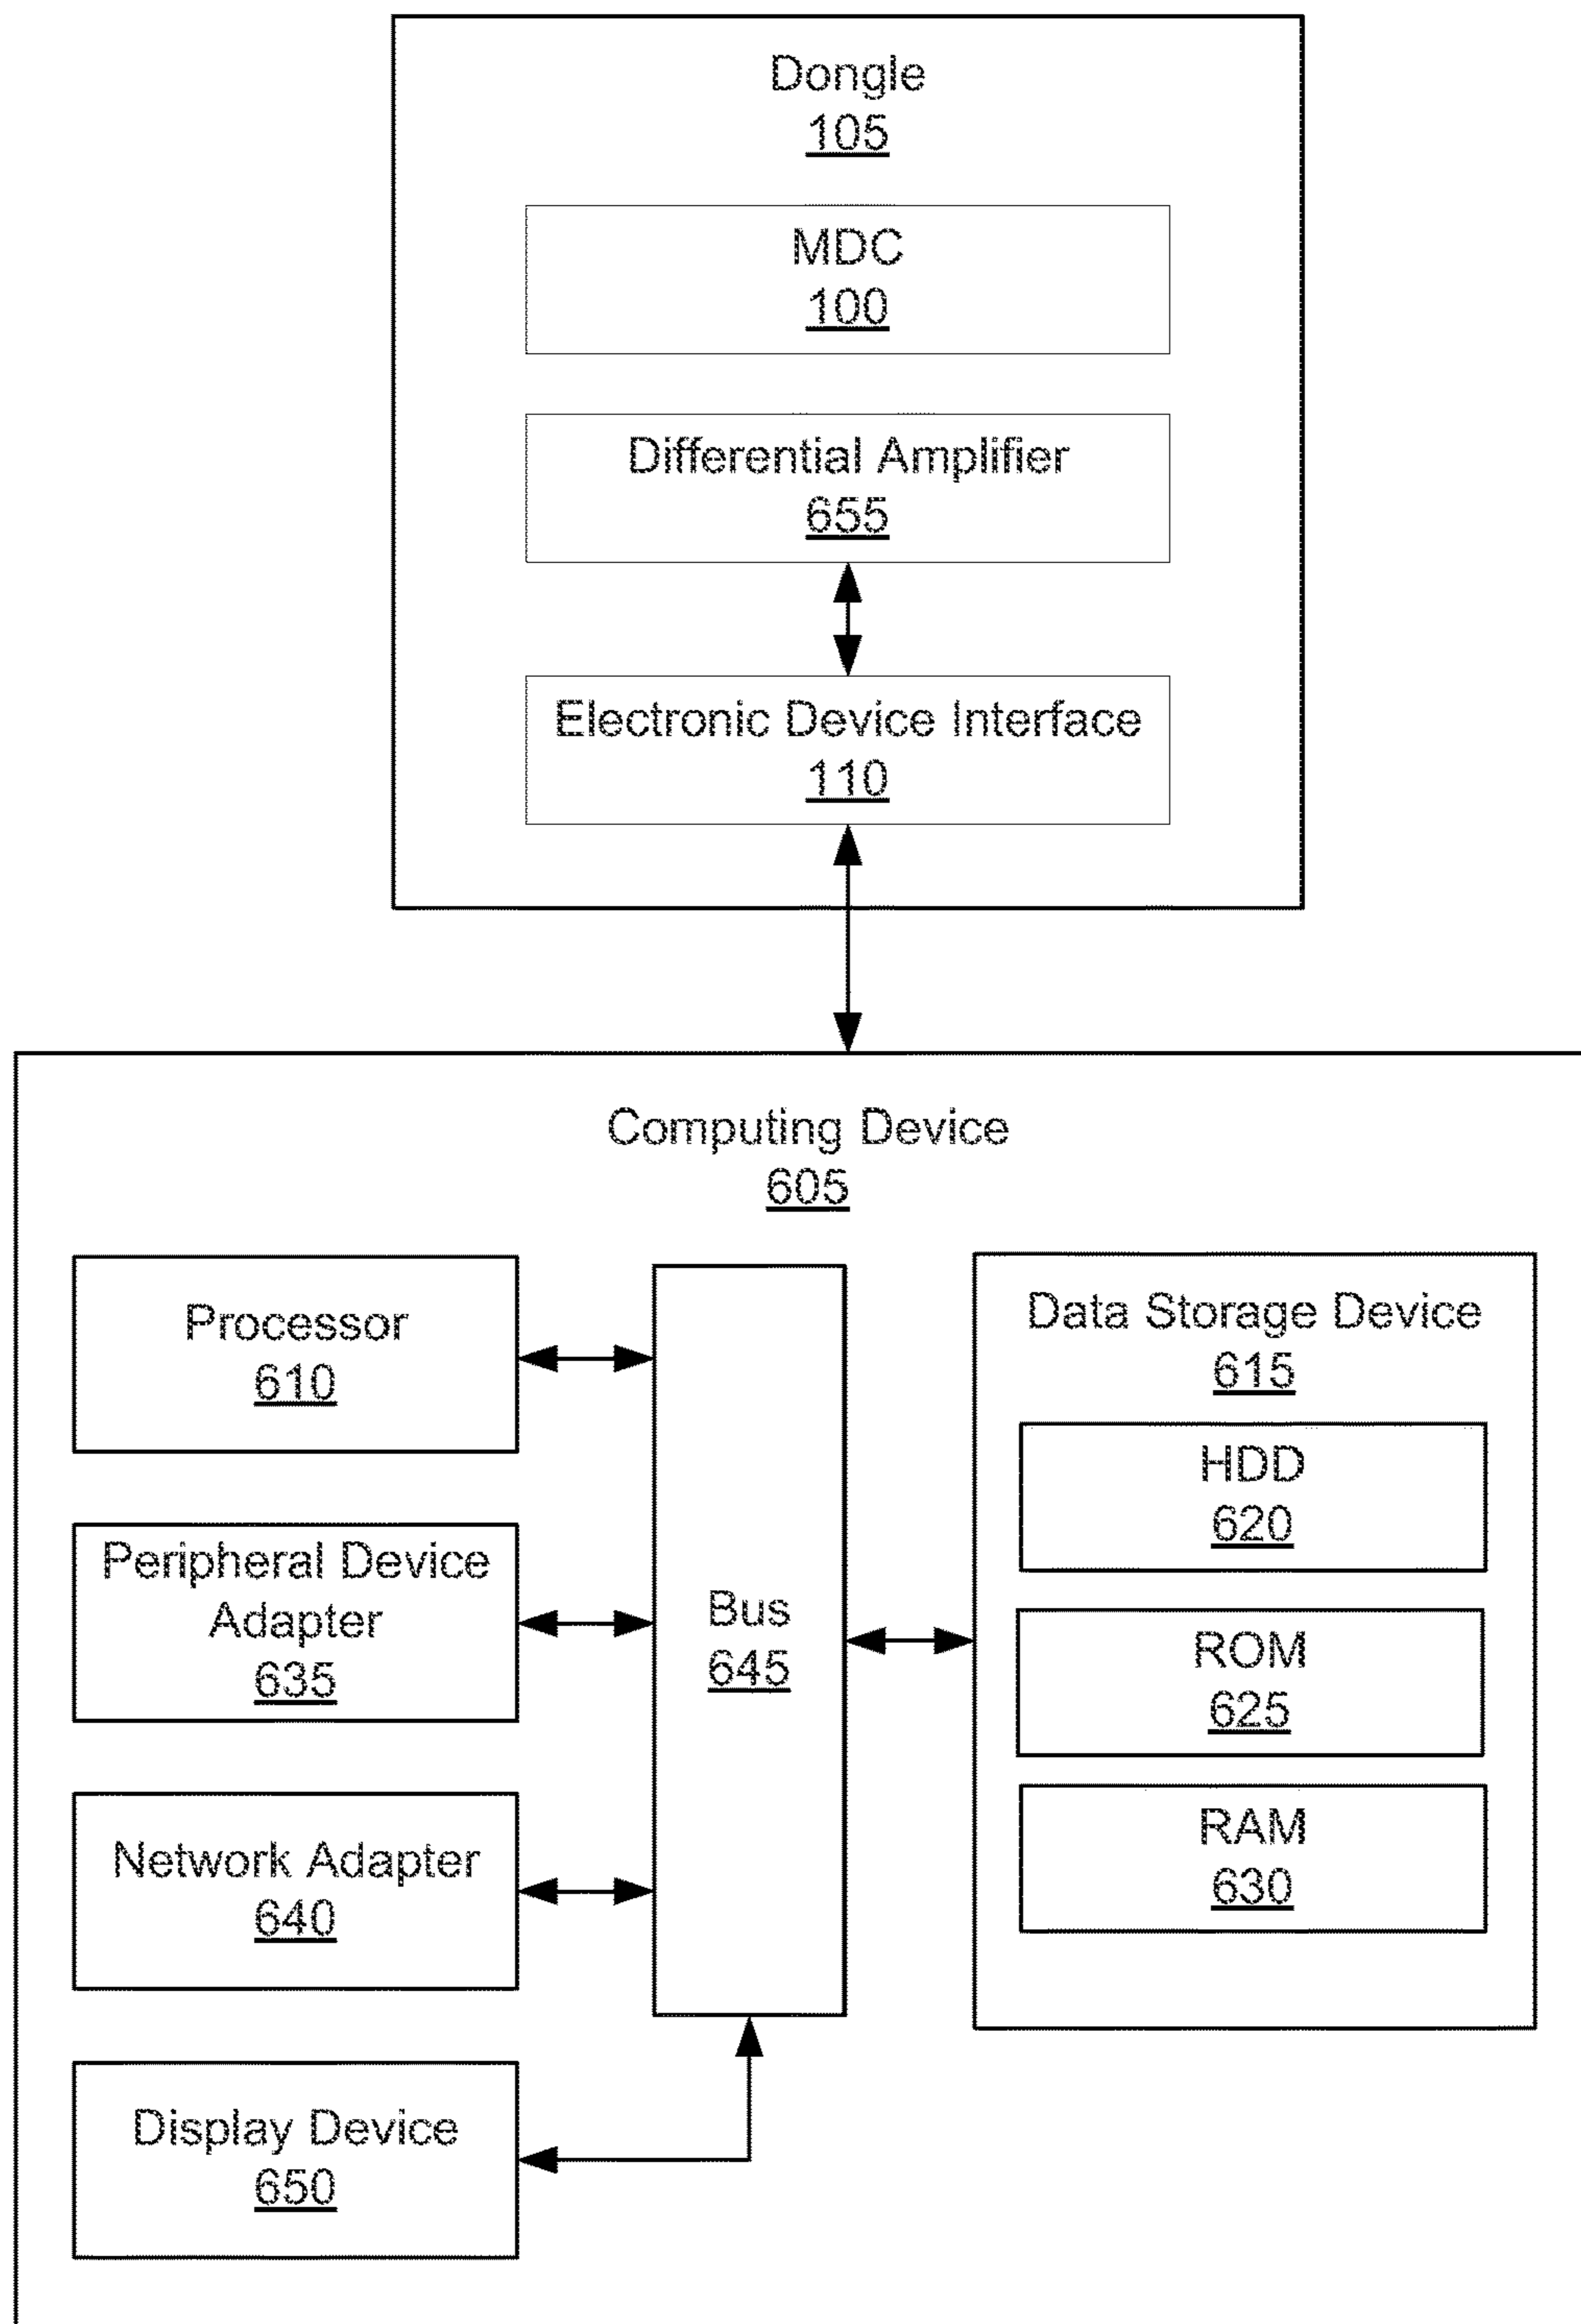 Dongle
105
MDC
100
Differential Amplifier
655
Electronic Device Interface
110
Computing Device
605
Processor
610
Peripheral Device
Adapter
635
Network Adapter
640
Display Device
650
Bus
645
Data Storage Device
615
HDD
620
ROM
625
RAM
630